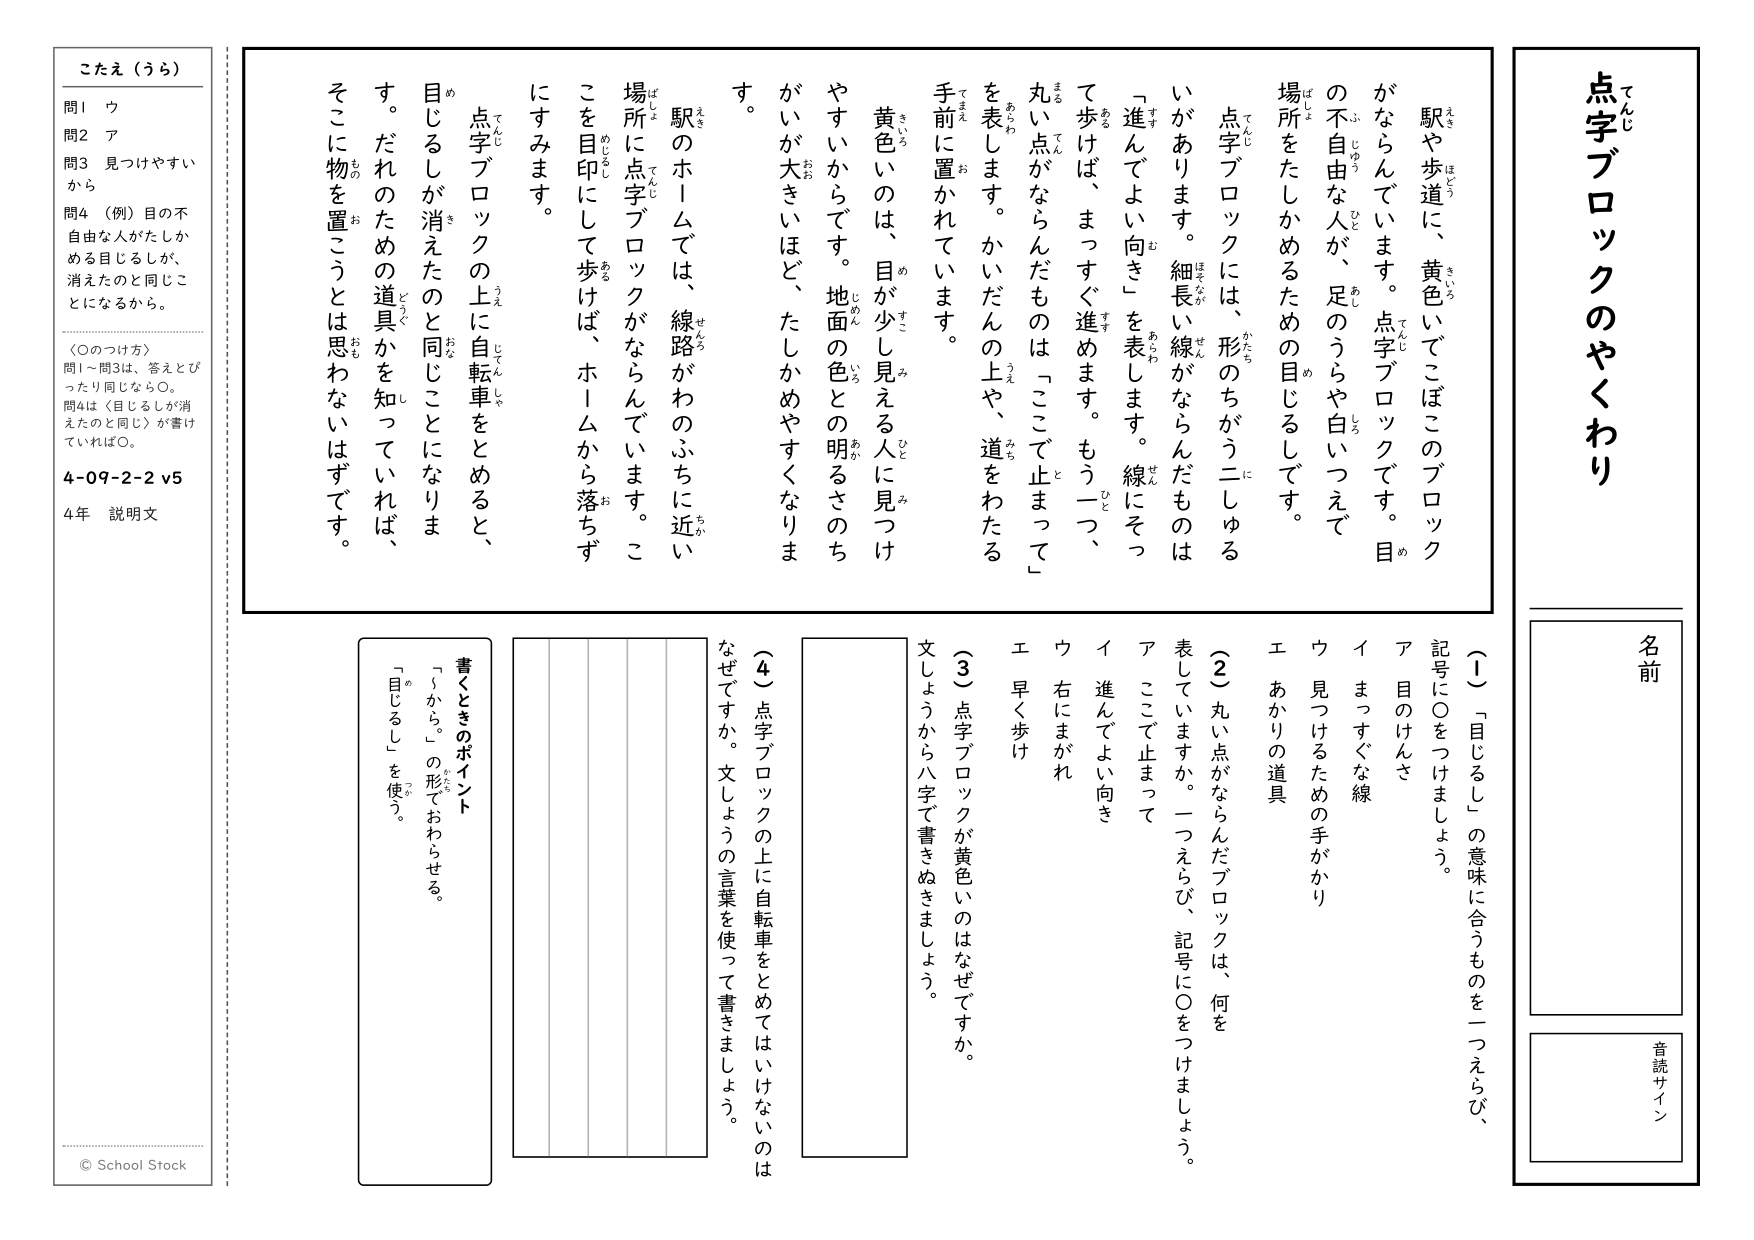 点字ブロックのやくわり
てんじ
名前
音読サイン
駅や歩道に、黄色いでこぼこのブロック
がならんでいます。点字ブロックです。目
の不自由な人が、足のうらや白いつえで
場所をたしかめるための目じるしです。
点字ブロックには、形のちがう二しゅる
いがあります。細長い線がならんだものは
「進んでよい向き」を表します。線にそっ
て歩けば、まっすぐ進めます。もう一つ、
丸い点がならんだものは「ここで止まって」
を表します。かいだんの上や、道をわたる
手前に置かれています。
黄色いのは、目が少し見える人に見つけ
やすいからです。地面の色との明るさのち
がいが大きいほど、たしかめやすくなりま
す。
駅のホームでは、線路がわのふちに近い
場所に点字ブロックがならんでいます。こ
こを目印にして歩けば、ホームから落ちず
にすみます。
点字ブロックの上に自転車をとめると、
目じるしが消えたのと同じことになりま
す。だれのための道具かを知っていれば、
そこに物を置こうとは思わないはずです。
(1)「目じるし」の意味に合うものを一つえらび、
記号に〇をつけましょう。
ア 目のけんさ
イ まっすぐな線
ウ 見つけるための手がかり
エ あかりの道具
(2)丸い点がならんだブロックは、何を
表していますか。一つえらび、記号に〇をつけましょう。
ア ここで止まって
イ 進んでよい向き
ウ 右にまがれ
エ 早く歩け
(3)点字ブロックが黄色いのはなぜですか。
文しょうから八字で書きぬきましょう。
(4)点字ブロックの上に自転車をとめてはいけないのは
なぜですか。文しょうの言葉を使って書きましょう。
書くときのポイント
「〜から。」の形でおわらせる。
「目じるし」を使う。
こたえ(うら)
問1 ウ
問2 ア
問3 見つけやすい
から
問4 (例)目の不
自由な人がたしか
める目じるしが、
消えたのと同じこ
とになるから。
〈〇のつけ方〉
問1〜問3は、答えとぴ
ったり同じなら〇。
問4は〈目じるしが消
えたのと同じ〉が書け
ていれば〇。
4-09-2-2 v5
4年 説明文
© School Stock